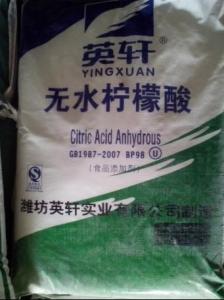 英轩
YINGXUAN
无水柠檬酸
Citric Acid Anhydrous
GB1987-2007 BP98 U
(食品添加剂)
潍坊英轩实业有限公司制造